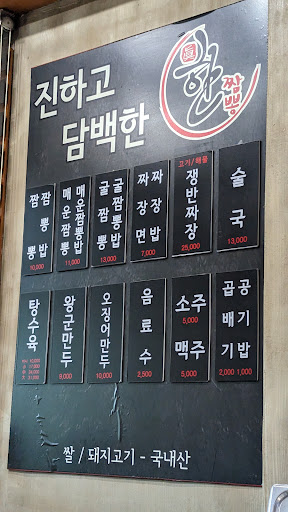 진하고
담백한
眞
한
짬뽕
짬뽕
짬뽕밥
10,000
매운짬뽕
매운짬뽕밥
11,000
굴짬뽕
굴짬뽕밥
13,000
짜장면
짜장밥
7,000
고기/해물
쟁반짜장
25,000
술국
13,000
탕수육
왕군만두
9,000
오징어만두
10,000
음료수
2,500
소주
5,000
맥주
5,000
곱배기
공기밥
2,000 1,000
쌀 / 돼지고기 - 국내산